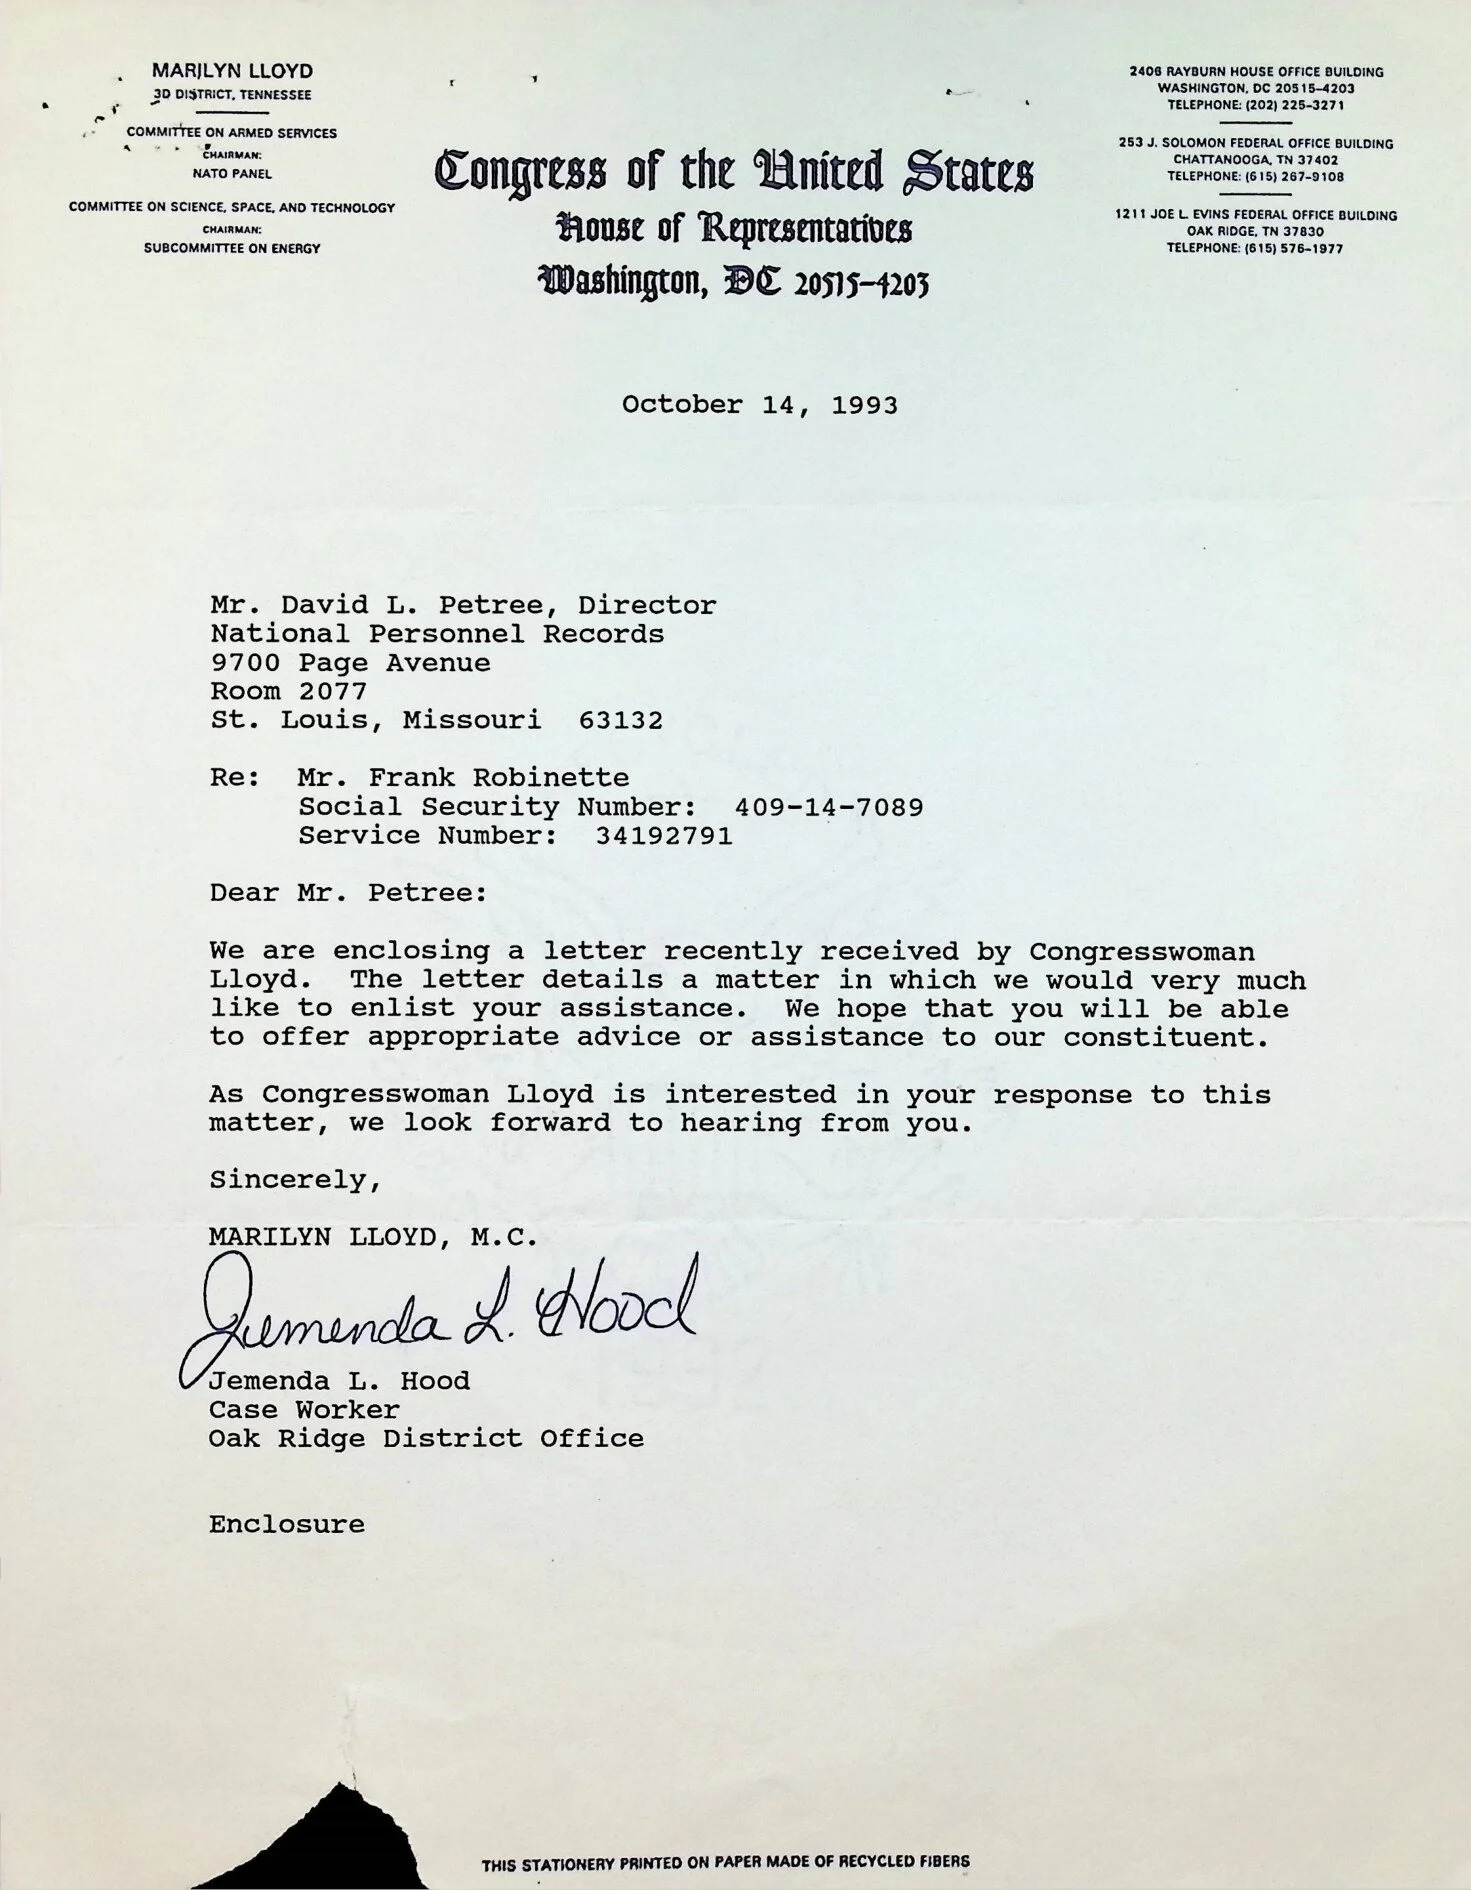 MARILYN LLOYD
3D DISTRICT, TENNESSEE
COMMITTEE ON ARMED SERVICES
CHAIRMAN:
NATO PANEL
COMMITTEE ON SCIENCE, SPACE, AND TECHNOLOGY
CHAIRMAN:
SUBCOMMITTEE ON ENERGY
Congress of the United States
House of Representatives
Washington, DC 20515-4203
2406 RAYBURN HOUSE OFFICE BUILDING
WASHINGTON, DC 20515-4203
TELEPHONE: (202) 225-3271
253 J. SOLOMON FEDERAL OFFICE BUILDING
CHATTANOOGA, TN 37402
TELEPHONE: (615) 267-9108
1211 JOE L. EVINS FEDERAL OFFICE BUILDING
OAK RIDGE, TN 37830
TELEPHONE: (615) 576-1977
October 14, 1993
Mr. David L. Petree, Director
National Personnel Records
9700 Page Avenue
Room 2077
St. Louis, Missouri 63132
Re: Mr. Frank Robinette
Social Security Number: 409-14-7089
Service Number: 34192791
Dear Mr. Petree:
We are enclosing a letter recently received by Congresswoman
Lloyd. The letter details a matter in which we would very much
like to enlist your assistance. We hope that you will be able
to offer appropriate advice or assistance to our constituent.
As Congresswoman Lloyd is interested in your response to this
matter, we look forward to hearing from you.
Sincerely,
MARILYN LLOYD, M.C.
Jemenda L. Hood
Jemenda L. Hood
Case Worker
Oak Ridge District Office
Enclosure
THIS STATIONERY PRINTED ON PAPER MADE OF RECYCLED FIBERS